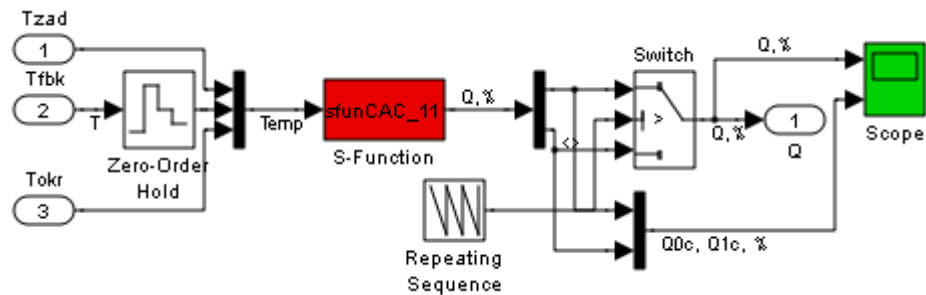 Tzad
1
Tfbk
2
T
Zero-Order
Hold
Tokr
3
Temp
sfunCAC_11
S-Function
Q,%
Repeating
Sequence
<>
Switch
>
Q,%
Q,%
1
Q
Scope
Q0c, Q1c, %